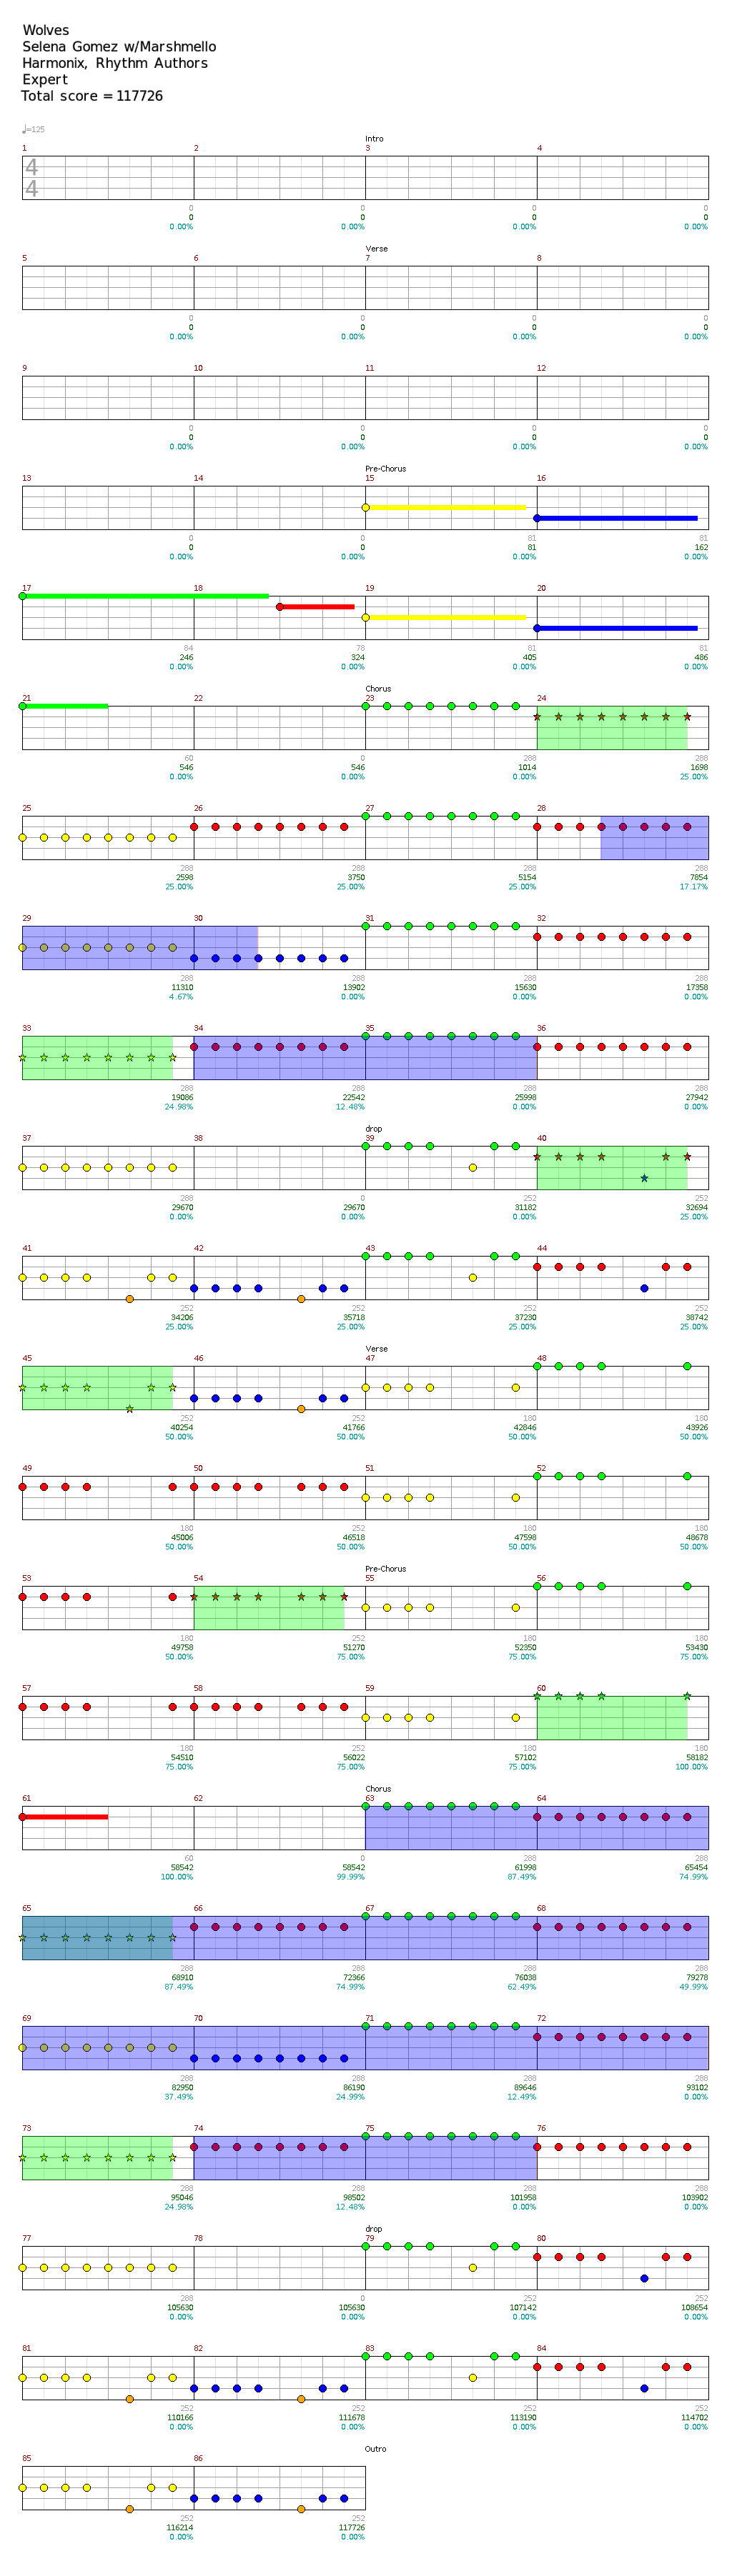 Wolves
Selena Gomez w/Marshmello
Harmonix, Rhythm Authors
Expert
Total score = 117726
♩=125
Intro
1 2 3 4
4
4
0 0 0 0
0 0 0 0
0.00% 0.00% 0.00% 0.00%
Verse
5 6 7 8
0 0 0 0
0 0 0 0
0.00% 0.00% 0.00% 0.00%
9 10 11 12
0 0 0 0
0 0 0 0
0.00% 0.00% 0.00% 0.00%
Pre-Chorus
13 14 15 16
0 0 81 81
0 0 81 162
0.00% 0.00% 0.00% 0.00%
17 18 19 20
84 78 81 81
246 324 405 486
0.00% 0.00% 0.00% 0.00%
Chorus
21 22 23 24
60 0 288 288
546 546 1014 1698
0.00% 0.00% 0.00% 25.00%
25 26 27 28
288 288 288 288
2598 3750 5154 7854
25.00% 25.00% 25.00% 17.17%
29 30 31 32
288 288 288 288
11310 13902 15630 17358
4.67% 0.00% 0.00% 0.00%
33 34 35 36
288 288 288 288
19086 22542 25998 27942
24.98% 12.48% 0.00% 0.00%
drop
37 38 39 40
288 0 252 252
29670 29670 31182 32694
0.00% 0.00% 0.00% 25.00%
41 42 43 44
252 252 252 252
34206 35718 37230 38742
25.00% 25.00% 25.00% 25.00%
Verse
45 46 47 48
252 252 180 180
40254 41766 42846 43926
50.00% 50.00% 50.00% 50.00%
49 50 51 52
180 252 180 180
45006 46518 47598 48678
50.00% 50.00% 50.00% 50.00%
Pre-Chorus
53 54 55 56
180 252 180 180
49758 51270 52350 53430
50.00% 75.00% 75.00% 75.00%
57 58 59 60
180 252 180 180
54510 56022 57102 58182
75.00% 75.00% 75.00% 100.00%
Chorus
61 62 63 64
60 0 288 288
58542 58542 61998 65454
100.00% 99.99% 87.49% 74.99%
65 66 67 68
288 288 288 288
68910 72366 76038 79278
87.49% 74.99% 62.49% 49.99%
69 70 71 72
288 288 288 288
82950 86190 89646 93102
37.49% 24.99% 12.49% 0.00%
73 74 75 76
288 288 288 288
95046 98502 101958 103902
24.98% 12.48% 0.00% 0.00%
drop
77 78 79 80
288 0 252 252
105630 105630 107142 108654
0.00% 0.00% 0.00% 0.00%
81 82 83 84
252 252 252 252
110166 111678 113190 114702
0.00% 0.00% 0.00% 0.00%
Outro
85 86
252 252
116214 117726
0.00% 0.00%